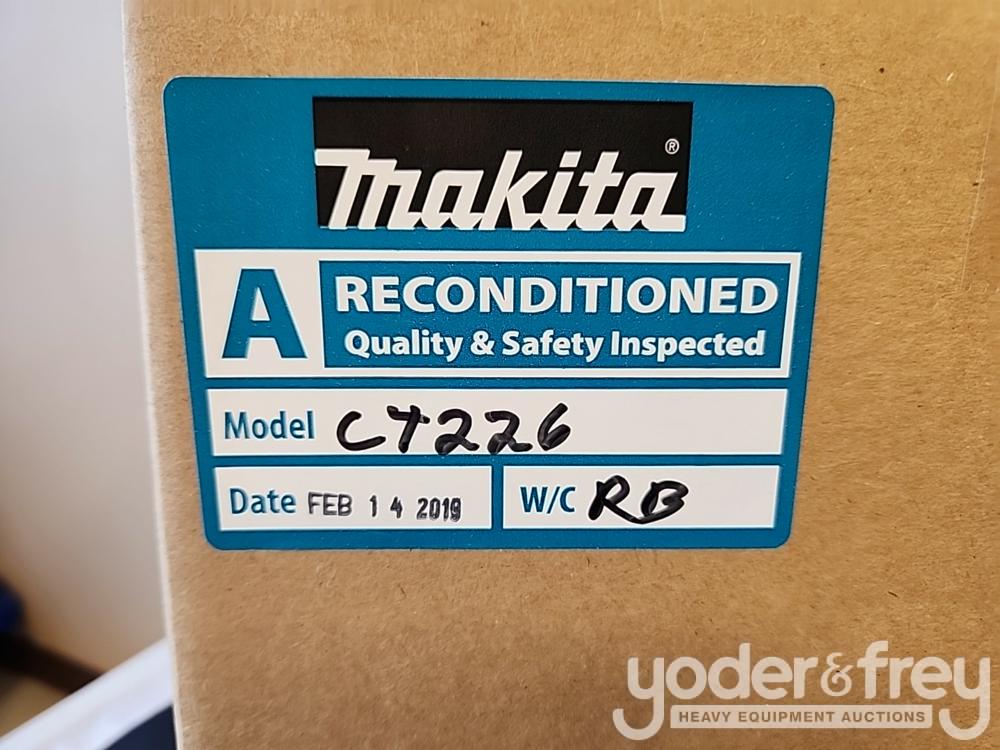 makita®
A RECONDITIONED
Quality & Safety Inspected
Model CT226
Date FEB 14 2019 W/C RB
yoder&frey
HEAVY EQUIPMENT AUCTIONS